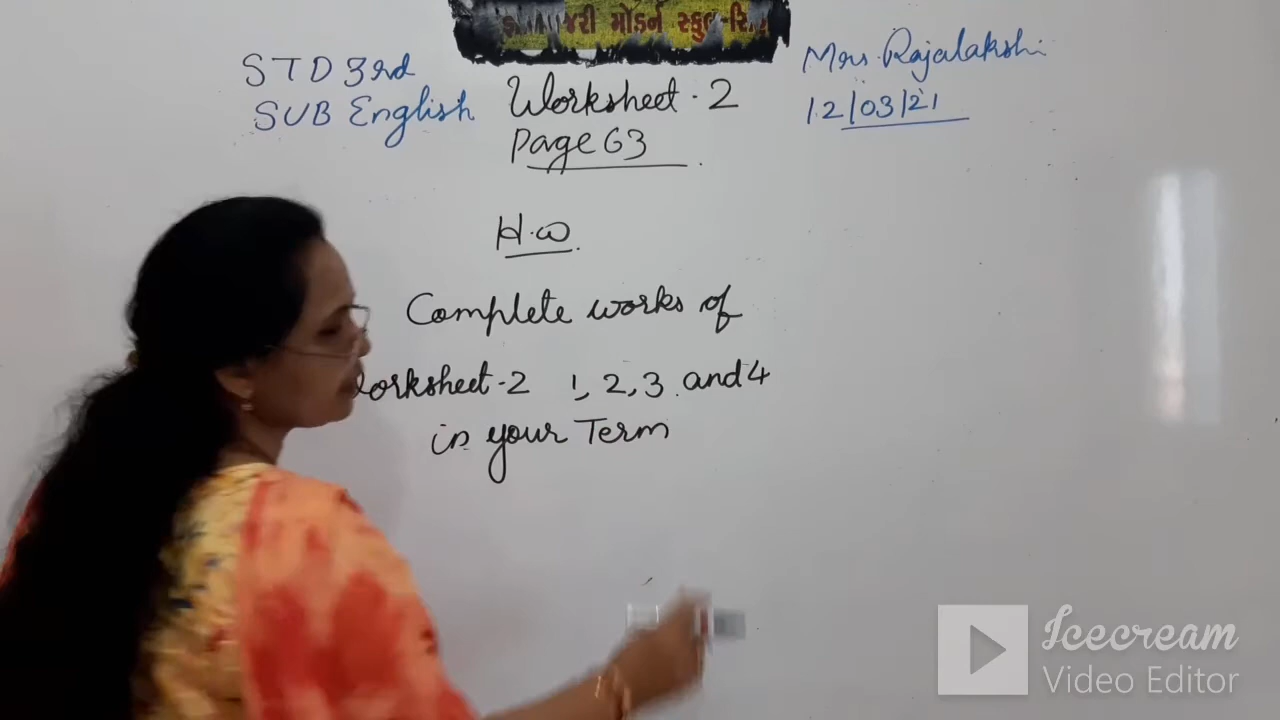 મોડર્ન સ્કુલ
STD 3rd
SUB English
Worksheet - 2
Page 63
Mrs. Rajalakshi
12/03/21
H.W
Complete works of
Worksheet - 2 1, 2, 3 and 4
in your Term
Icecream
Video Editor